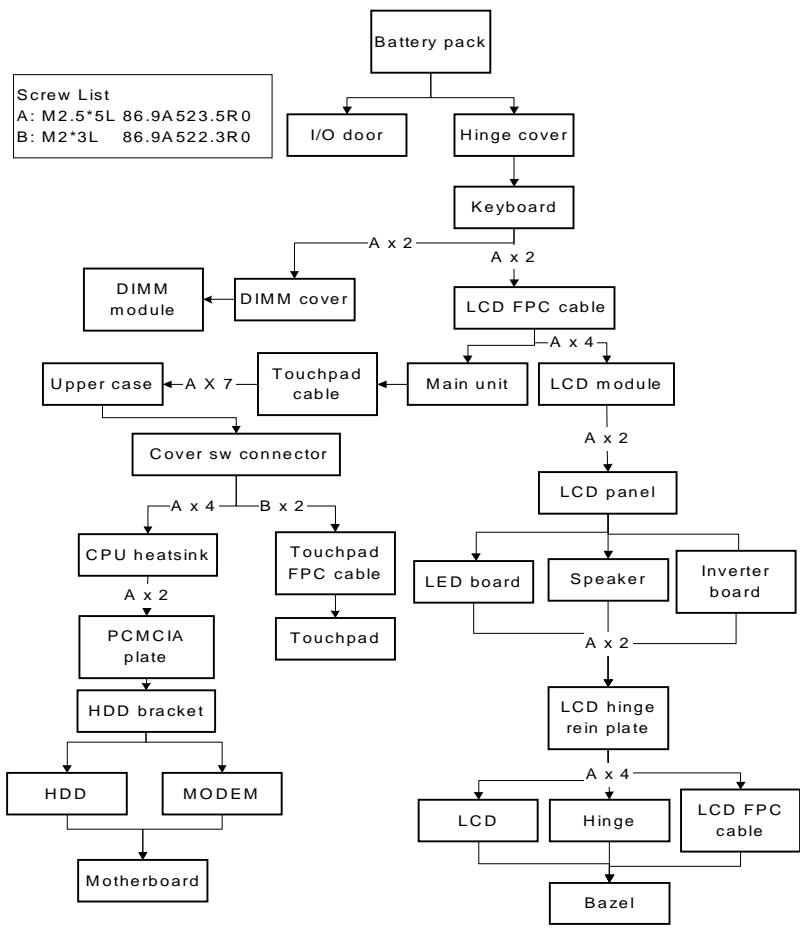 Battery pack
Screw List
A: M2.5*5L 86.9A523.5R0
B: M2*3L 86.9A522.3R0
I/O door
Hinge cover
Keyboard
A x 2
A x 2
DIMM
module
DIMM cover
LCD FPC cable
A x 4
Upper case
A X 7
Touchpad
cable
Main unit
LCD module
A x 2
Cover sw connector
LCD panel
A x 4
B x 2
CPU heatsink
Touchpad
FPC cable
LED board
Speaker
Inverter
board
A x 2
PCMCIA
plate
Touchpad
A x 2
HDD bracket
LCD hinge
rein plate
A x 4
HDD
MODEM
LCD
Hinge
LCD FPC
cable
Motherboard
Bazel